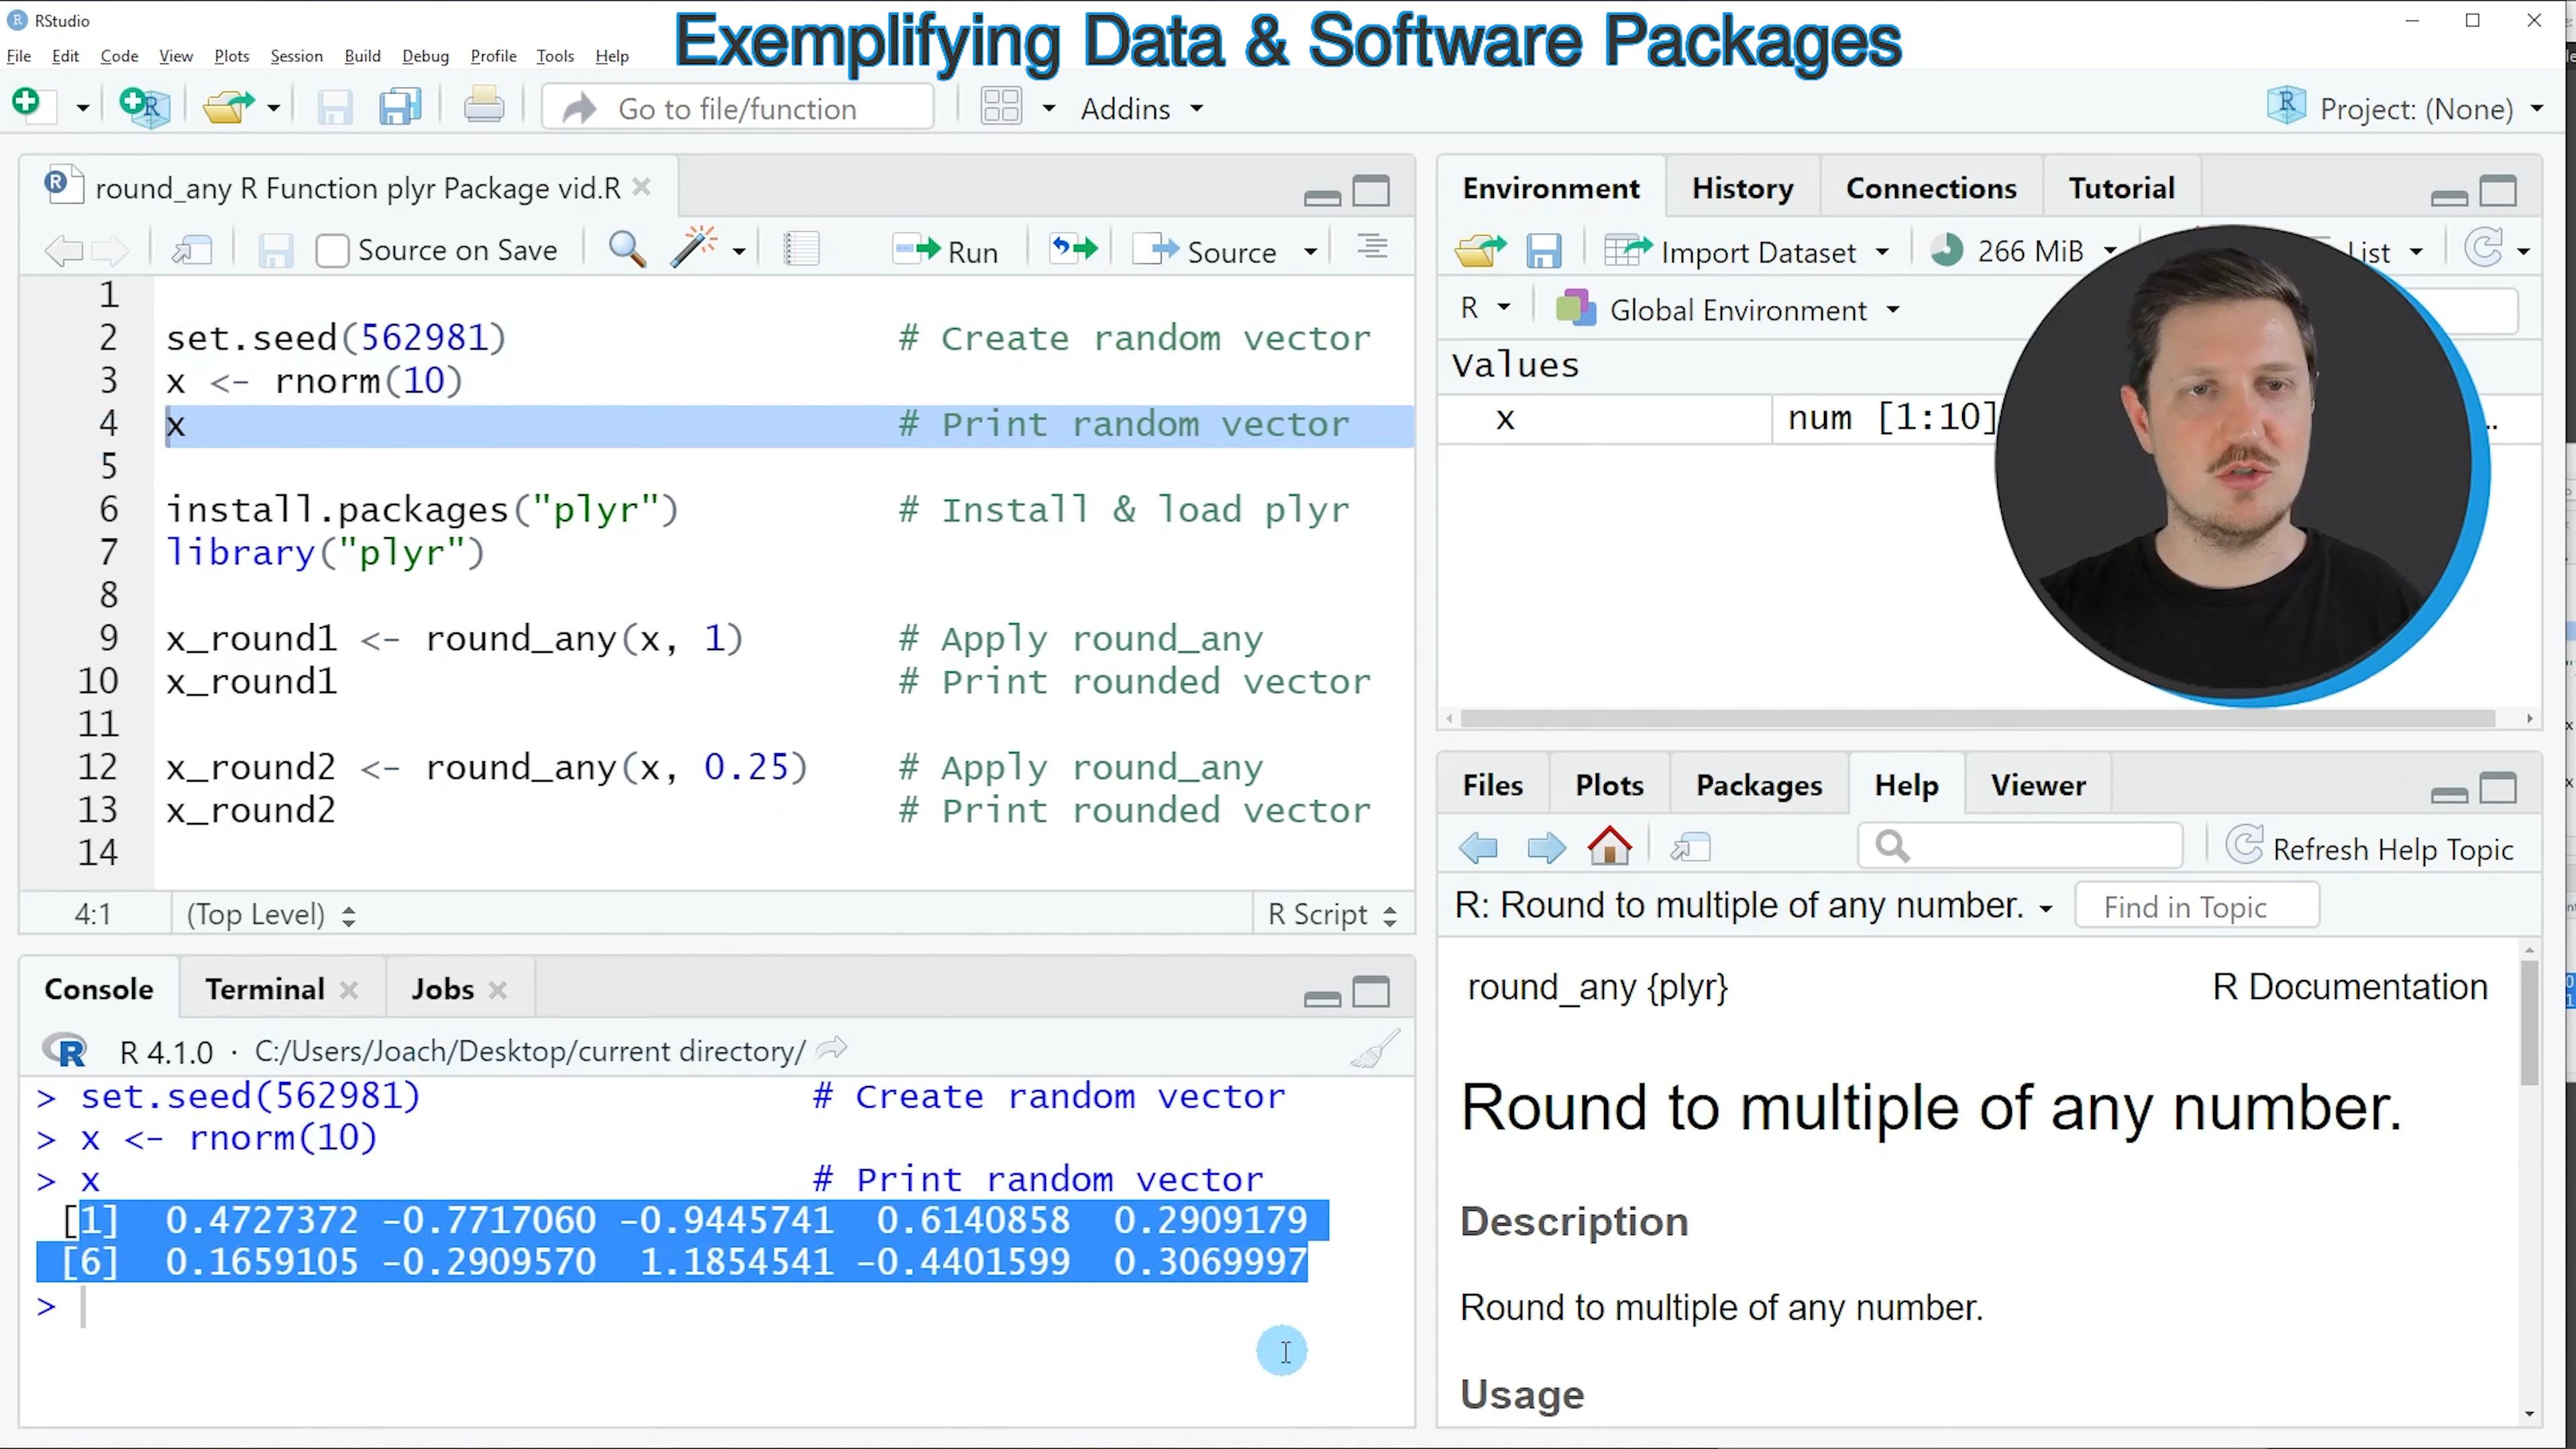 RStudio
Exemplifying Data & Software Packages
File Edit Code View Plots Session Build Debug Profile Tools Help
Go to file/function
Addins
Project: (None)
round_any R Function plyr Package vid.R
Source on Save
Run
Source
1
2 set.seed(562981) # Create random vector
3 x <- rnorm(10)
4 x # Print random vector
5
6 install.packages("plyr") # Install & load plyr
7 library("plyr")
8
9 x_round1 <- round_any(x, 1) # Apply round_any
10 x_round1 # Print rounded vector
11
12 x_round2 <- round_any(x, 0.25) # Apply round_any
13 x_round2 # Print rounded vector
14
4:1 (Top Level) R Script
Console Terminal Jobs
R 4.1.0 · C:/Users/Joach/Desktop/current directory/
> set.seed(562981) # Create random vector
> x <- rnorm(10)
> x # Print random vector
[1] 0.4727372 -0.7717060 -0.9445741 0.6140858 0.2909179
[6] 0.1659105 -0.2909570 1.1854541 -0.4401599 0.3069997
>
Environment History Connections Tutorial
Import Dataset 266 MiB List
R Global Environment
Values
x num [1:10] ..
Files Plots Packages Help Viewer
Refresh Help Topic
R: Round to multiple of any number. Find in Topic
round_any {plyr} R Documentation
Round to multiple of any number.
Description
Round to multiple of any number.
Usage